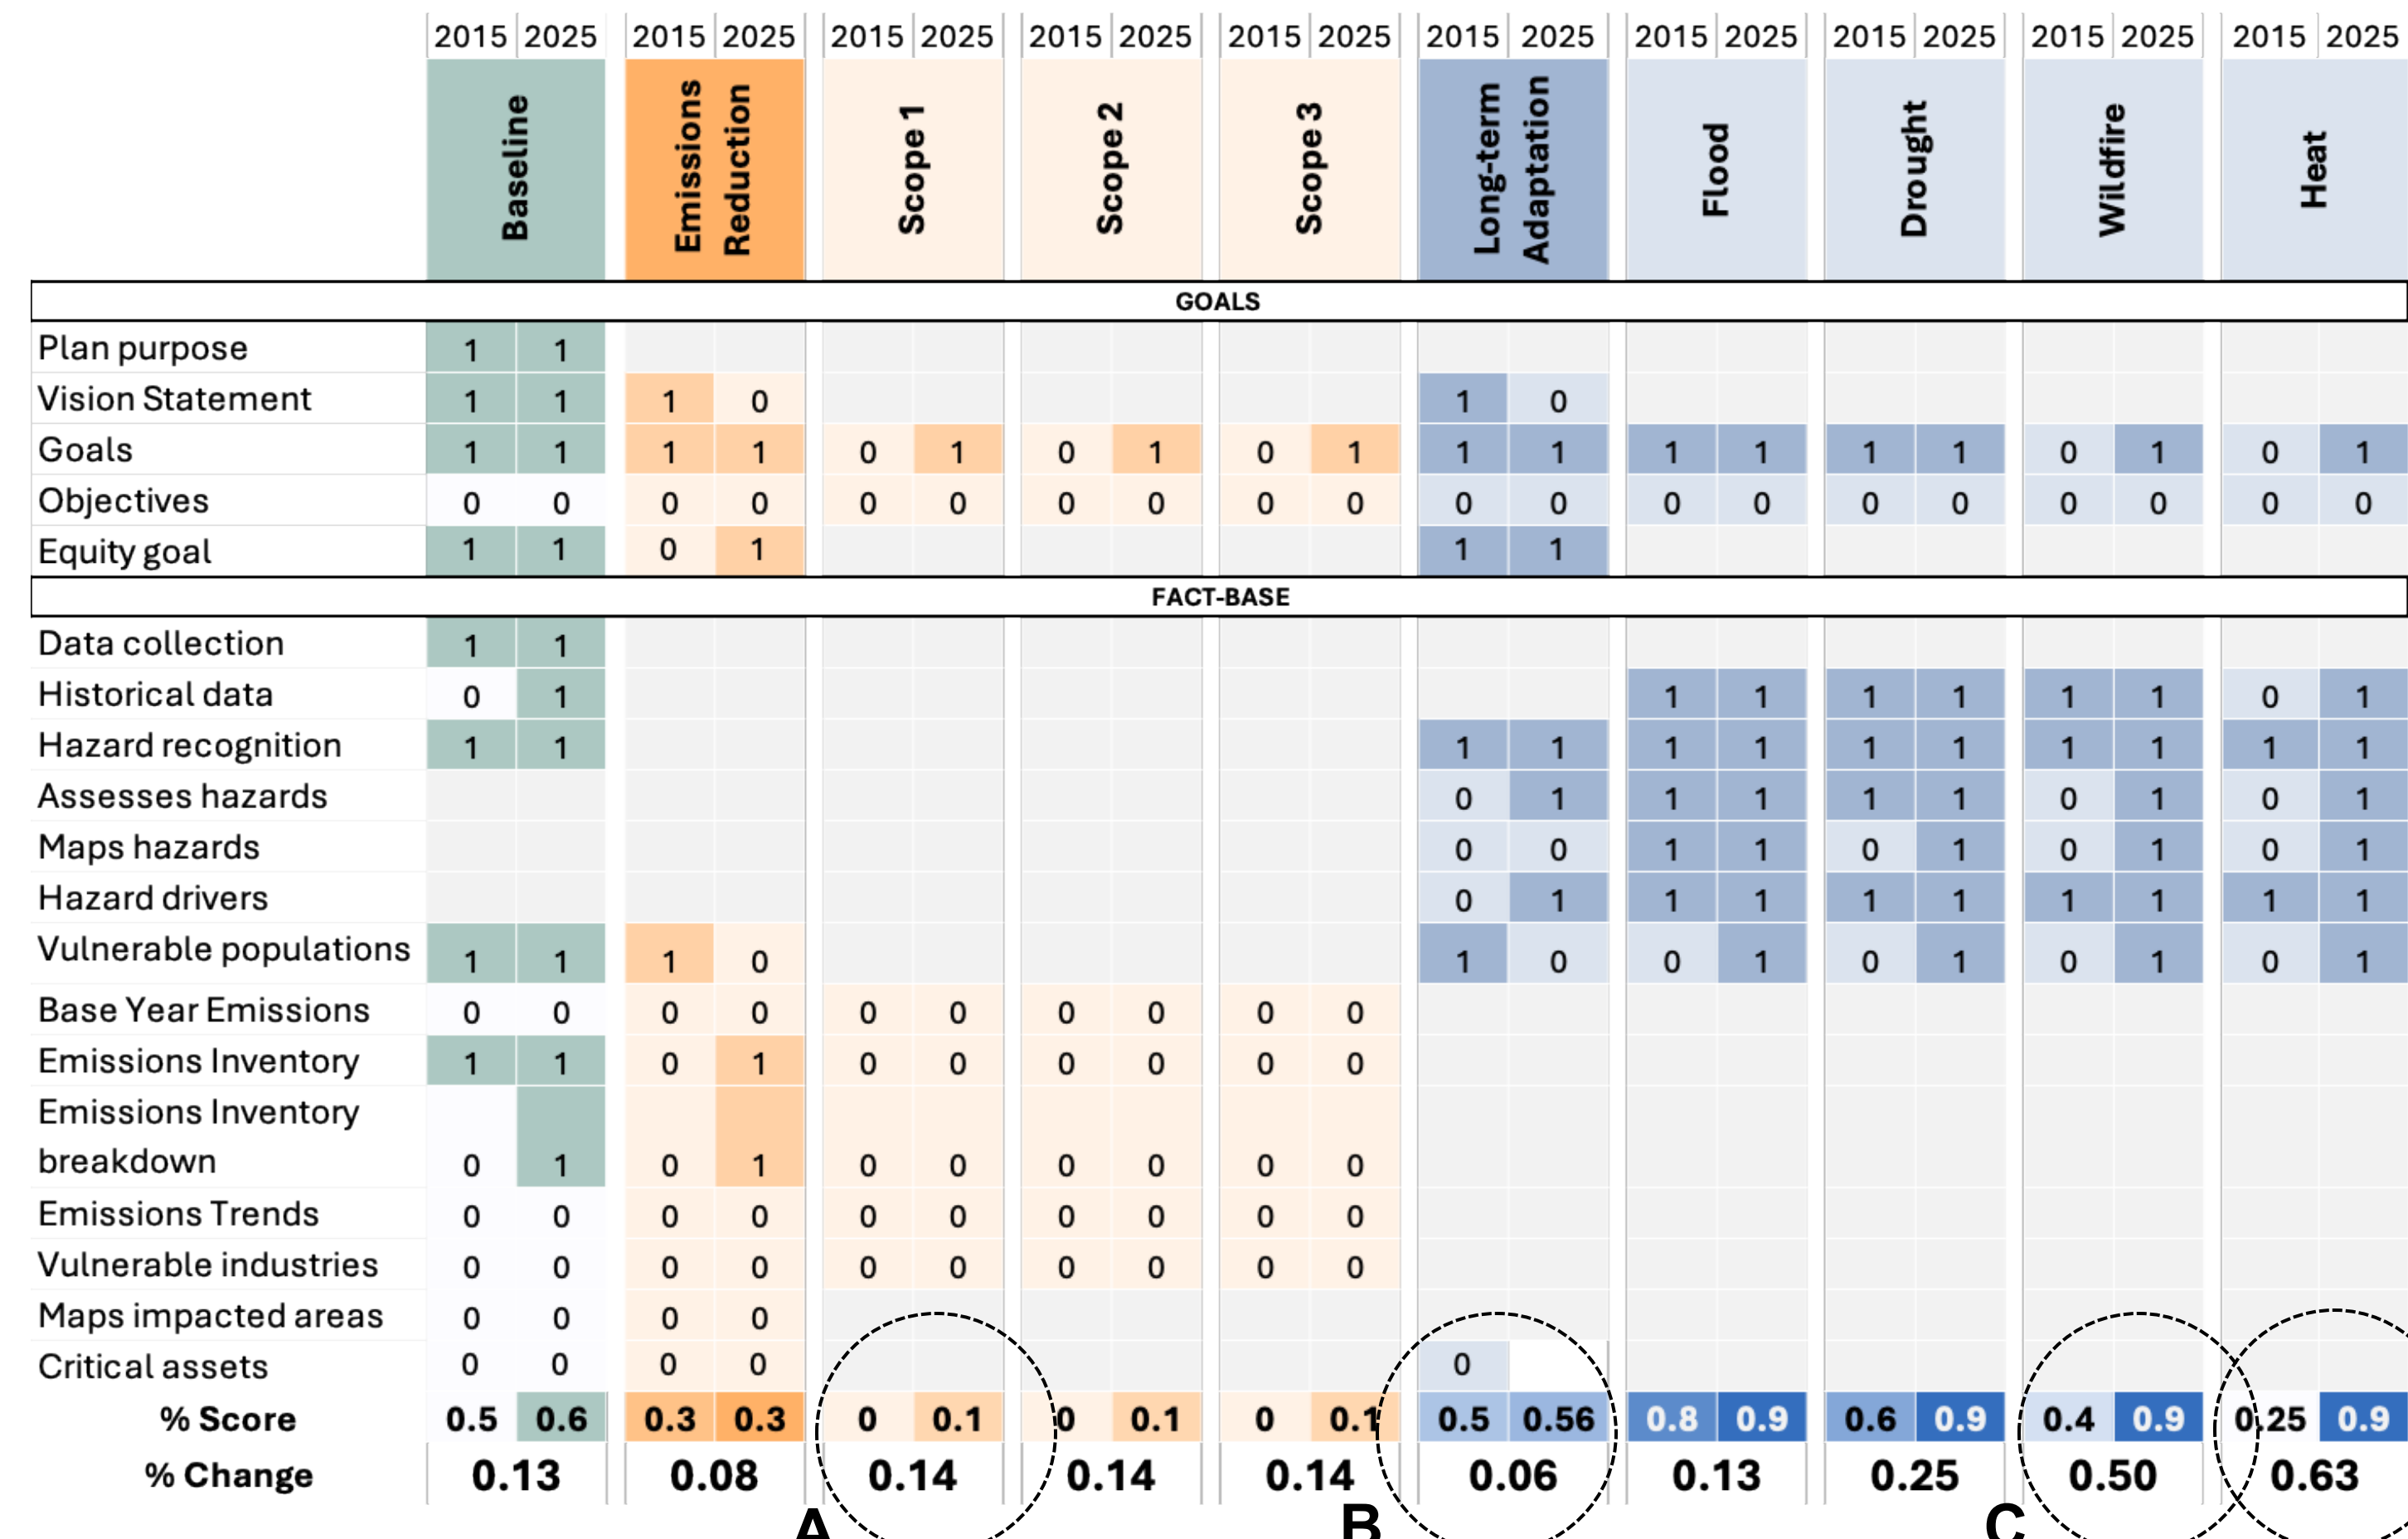 2015 2025 2015 2025 2015 2025 2015 2025 2015 2025 2015 2025 2015 2025 2015 2025 2015 2025 2015 2025
Baseline Emissions Reduction Scope 1 Scope 2 Scope 3 Long-term Adaptation Flood Drought Wildfire Heat
GOALS
Plan purpose 1 1
Vision Statement 1 1 1 0 1 0
Goals 1 1 1 1 0 1 0 1 0 1 1 1 1 1 1 1 0 1 0 1
Objectives 0 0 0 0 0 0 0 0 0 0 0 0 0 0 0 0 0 0 0 0
Equity goal 1 1 0 1 1 1
FACT-BASE
Data collection 1 1
Historical data 0 1 1 1 1 1 1 1 0 1
Hazard recognition 1 1 1 1 1 1 1 1 1 1 1 1
Assesses hazards 0 1 1 1 1 1 0 1 0 1
Maps hazards 0 0 1 1 0 1 0 1 0 1
Hazard drivers 0 1 1 1 1 1 1 1 1 1
Vulnerable populations 1 1 1 0 1 0 0 1 0 1 0 1 0 1
Base Year Emissions 0 0 0 0 0 0 0 0 0 0
Emissions Inventory 1 1 0 1 0 0 0 0 0 0
Emissions Inventory
breakdown 0 1 0 1 0 0 0 0 0 0
Emissions Trends 0 0 0 0 0 0 0 0 0 0
Vulnerable industries 0 0 0 0 0 0 0 0 0 0
Maps impacted areas 0 0 0 0
Critical assets 0 0 0 0 0
% Score 0.5 0.6 0.3 0.3 0 0.1 0 0.1 0 0.1 0.5 0.56 0.8 0.9 0.6 0.9 0.4 0.9 0.25 0.9
% Change 0.13 0.08 0.14 0.14 0.14 0.06 0.13 0.25 0.50 0.63
A B C